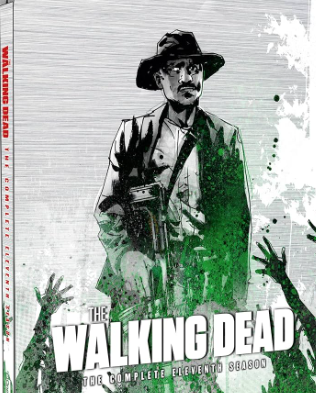 THE
WALKING DEAD
THE COMPLETE ELEVENTH SEASON
THE WALKING DEAD THE COMPLETE ELEVENTH SEASON